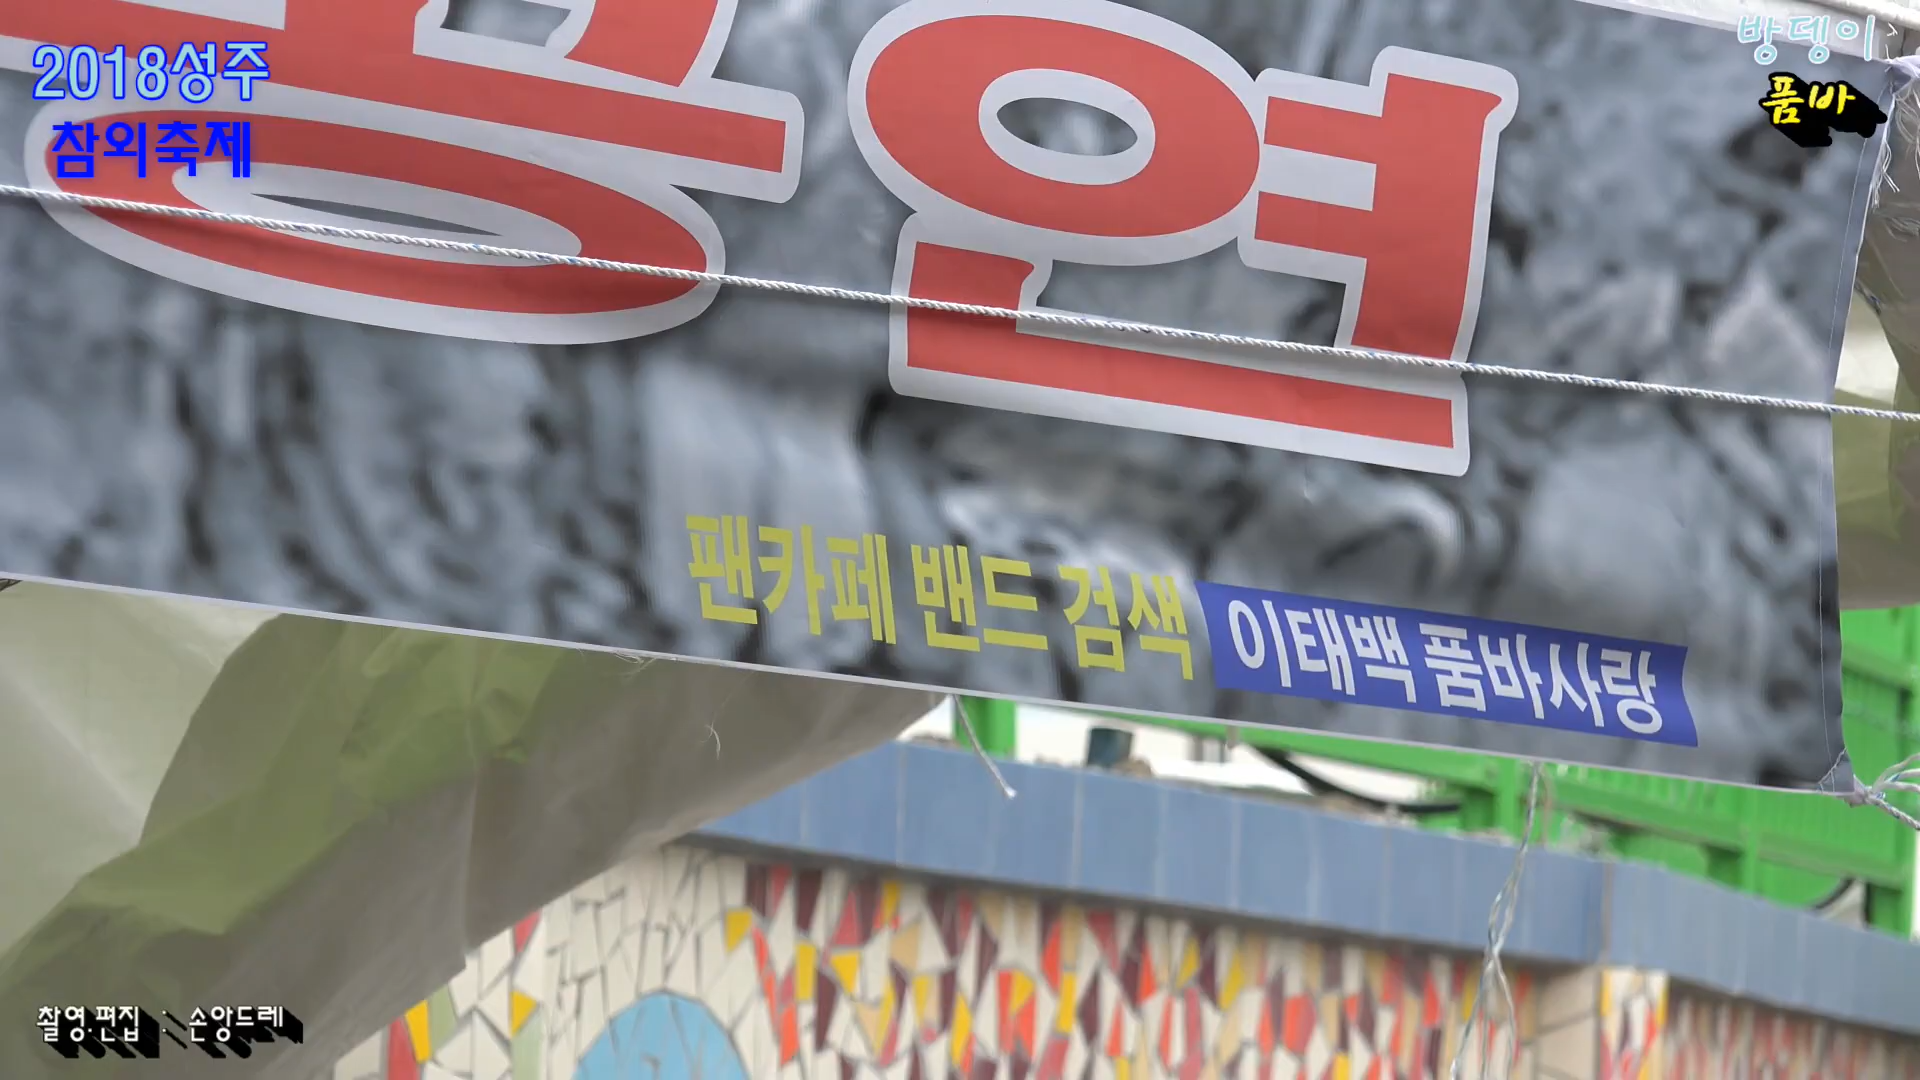 2018성주
참외축제
방뎅이
품바
공연
팬카페 밴드 검색 이태백 품바사랑
촬영.편집 : 손앙드레